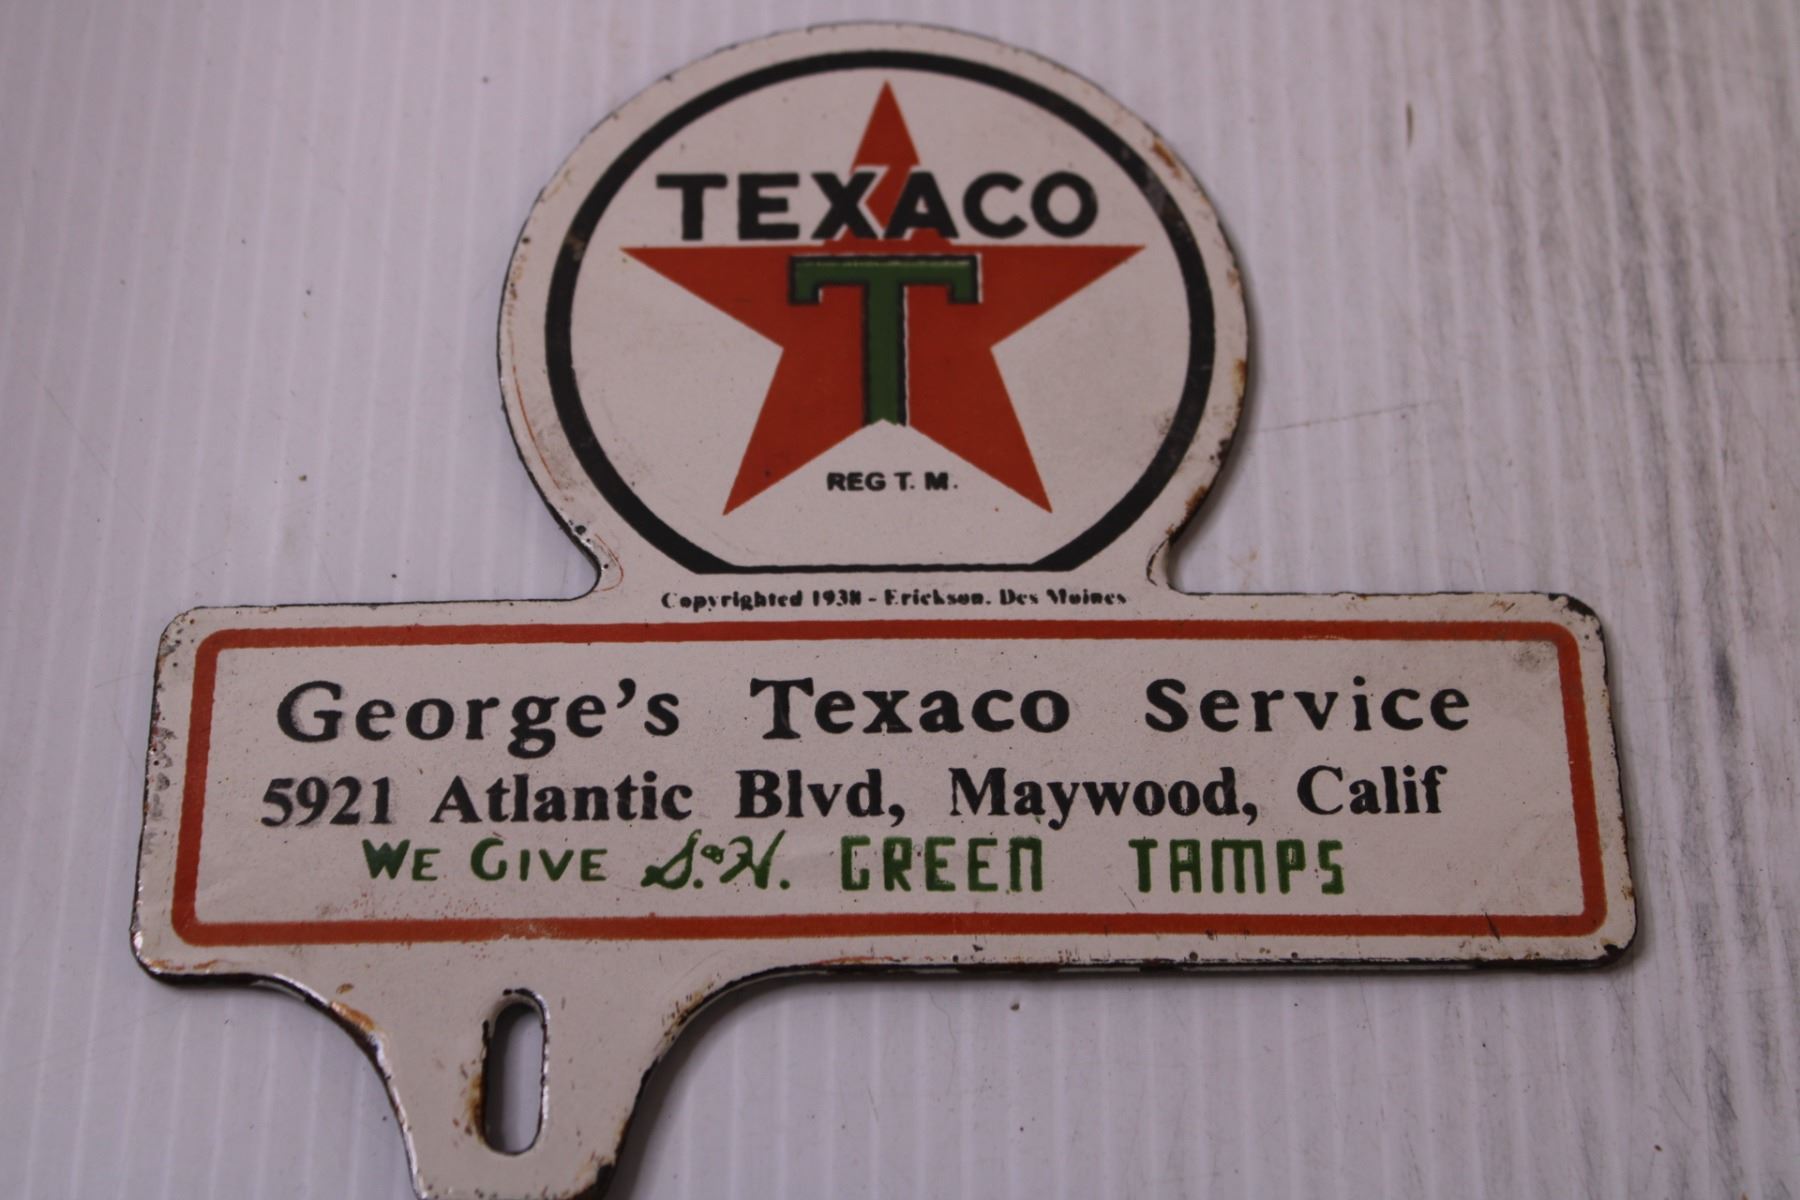 TEXACO
T
REG T. M.
Copyrighted 1938 - Erickson. Des Moines
George's Texaco Service
5921 Atlantic Blvd, Maywood, Calif
WE GIVE S.&H. GREEN TAMPS